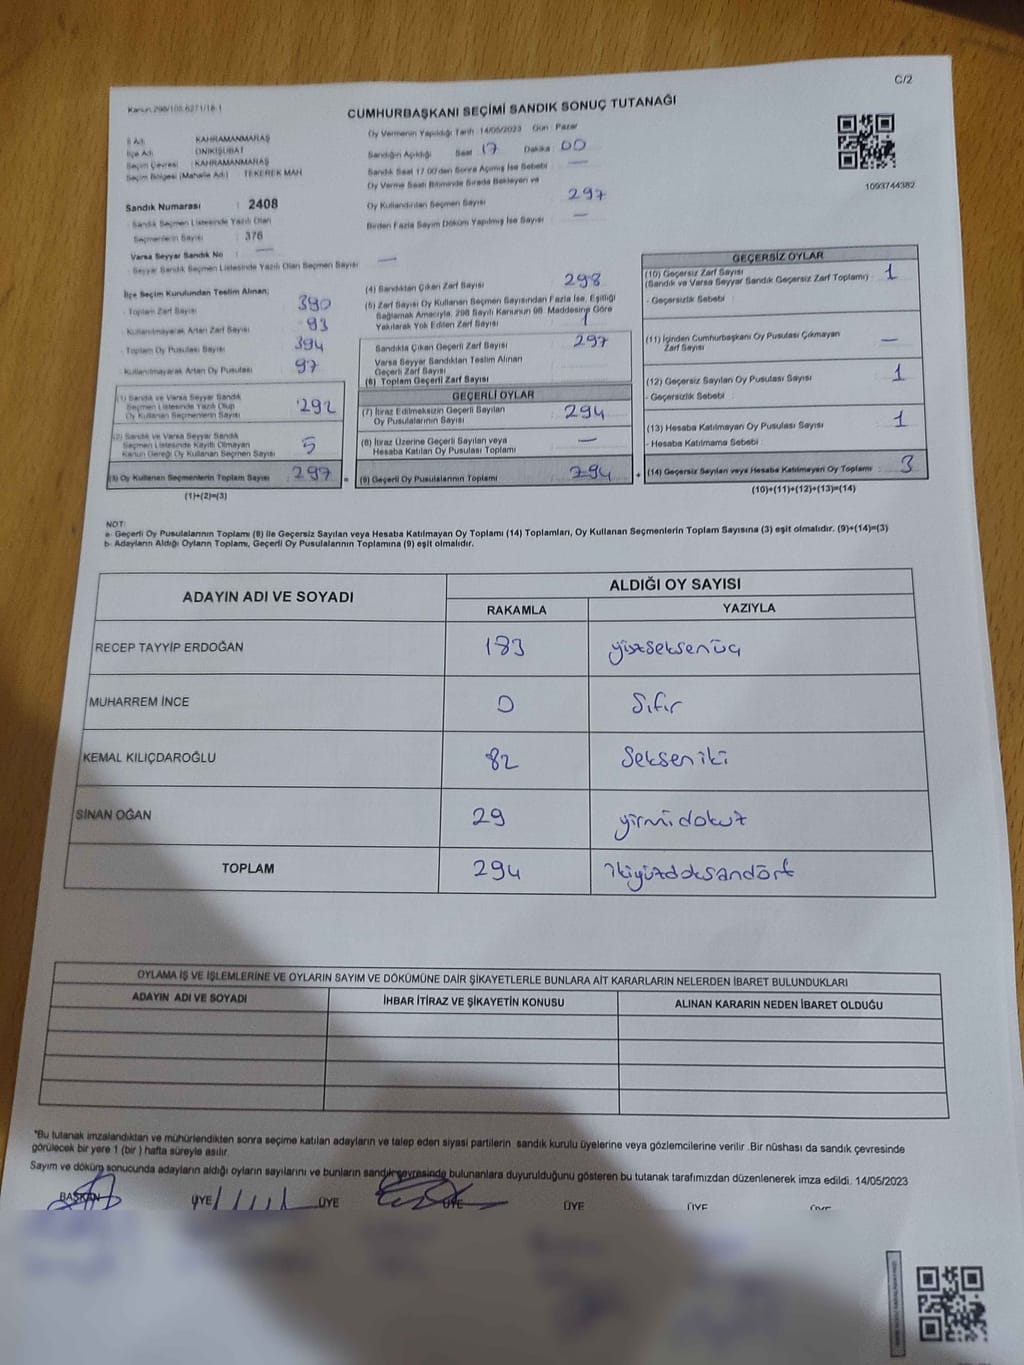 C/2
Kanun:298/105.6271/18.1
CUMHURBAŞKANI SEÇİMİ SANDIK SONUÇ TUTANAĞI
İl Adı : KAHRAMANMARAŞ
İlçe Adı : ONİKİŞUBAT
Seçim Çevresi : KAHRAMANMARAŞ
Seçim Bölgesi (Mahalle Adı) : TEKEREK MAH.
Sandık Numarası : 2408
Sandık Seçmen Listesinde Yazılı Olan
Seçmenlerin Sayısı : 376
Varsa Seyyar Sandık No : —
Seyyar Sandık Seçmen Listesinde Yazılı Olan Seçmen Sayısı : —
Oy Vermenin Yapıldığı Tarih : 14/05/2023 Gün : Pazar
Sandığın Açıldığı Saat : 17 Dakika : 00
Sandık Saat 17.00'den Sonra Açılmış İse Sebebi : —
Oy Verme Saati Bitiminde Sırada Bekleyen ve
Oy Kullandırılan Seçmen Sayısı : 297
Birden Fazla Sayım Döküm Yapılmış İse Sayısı : —
1093744382
İlçe Seçim Kurulundan Teslim Alınan;
Toplam Zarf Sayısı : 390
Kullanılmayarak Artan Zarf Sayısı : 93
Toplam Oy Pusulası Sayısı : 394
Kullanılmayarak Artan Oy Pusulası : 97
(1) Sandık ve Varsa Seyyar Sandık
Seçmen Listesinde Yazılı Olup
Oy Kullanan Seçmenlerin Sayısı : 292
(2) Sandık ve Varsa Seyyar Sandık
Seçmen Listesinde Kayıtlı Olmayan
Kanun Gereği Oy Kullanan Seçmen Sayısı : 5
(3) Oy Kullanan Seçmenlerin Toplam Sayısı : 297
(1)+(2)=(3)
(4) Sandıktan Çıkan Zarf Sayısı : 298
(5) Zarf Sayısı Oy Kullanan Seçmen Sayısından Fazla İse, Eşitliği
Sağlamak Amacıyla, 298 Sayılı Kanunun 98. Maddesine Göre
Yakılarak Yok Edilen Zarf Sayısı : 1
Sandıkta Çıkan Geçerli Zarf Sayısı : 297
Varsa Seyyar Sandıktan Teslim Alınan
Geçerli Zarf Sayısı
(6) Toplam Geçerli Zarf Sayısı
GEÇERLİ OYLAR
(7) İtiraz Edilmeksizin Geçerli Sayılan
Oy Pusulalarının Sayısı : 294
(8) İtiraz Üzerine Geçerli Sayılan veya
Hesaba Katılan Oy Pusulası Toplamı : —
= (9) Geçerli Oy Pusulalarının Toplamı : 294
GEÇERSİZ OYLAR
(10) Geçersiz Zarf Sayısı
(Sandık ve Varsa Seyyar Sandık Geçersiz Zarf Toplamı) : 1
- Geçersizlik Sebebi :
(11) İçinden Cumhurbaşkanı Oy Pusulası Çıkmayan
Zarf Sayısı : —
(12) Geçersiz Sayılan Oy Pusulası Sayısı : 1
- Geçersizlik Sebebi :
(13) Hesaba Katılmayan Oy Pusulası Sayısı : 1
- Hesaba Katılmama Sebebi :
+ (14) Geçersiz Sayılan veya Hesaba Katılmayan Oy Toplamı : 3
(10)+(11)+(12)+(13)=(14)
NOT:
a- Geçerli Oy Pusulalarının Toplamı (9) ile Geçersiz Sayılan veya Hesaba Katılmayan Oy Toplamı (14) Toplamları, Oy Kullanan Seçmenlerin Toplam Sayısına (3) eşit olmalıdır. (9)+(14)=(3)
b- Adayların Aldığı Oyların Toplamı, Geçerli Oy Pusulalarının Toplamına (9) eşit olmalıdır.
ADAYIN ADI VE SOYADI ALDIĞI OY SAYISI
RAKAMLA YAZIYLA
RECEP TAYYİP ERDOĞAN 183 yüzseksenüç
MUHARREM İNCE 0 Sıfır
KEMAL KILIÇDAROĞLU 82 Sekseniki
SİNAN OĞAN 29 yirmidokuz
TOPLAM 294 ikiyüzdoksandört
OYLAMA İŞ VE İŞLEMLERİNE VE OYLARIN SAYIM VE DÖKÜMÜNE DAİR ŞİKAYETLERLE BUNLARA AİT KARARLARIN NELERDEN İBARET BULUNDUKLARI
ADAYIN ADI VE SOYADI İHBAR İTİRAZ VE ŞİKAYETİN KONUSU ALINAN KARARIN NEDEN İBARET OLDUĞU
*Bu tutanak imzalandıktan ve mühürlendikten sonra seçime katılan adayların ve talep eden siyasi partilerin sandık kurulu üyelerine veya gözlemcilerine verilir. Bir nüshası da sandık çevresinde
görülecek bir yere 1 (bir ) hafta süreyle asılır.
Sayım ve döküm sonucunda adayların aldığı oyların sayılarını ve bunların sandık çevresinde bulunanlara duyurulduğunu gösteren bu tutanak tarafımızdan düzenlenerek imza edildi. 14/05/2023
BAŞKAN ÜYE ÜYE ÜYE ÜYE ÜYE ÜYE